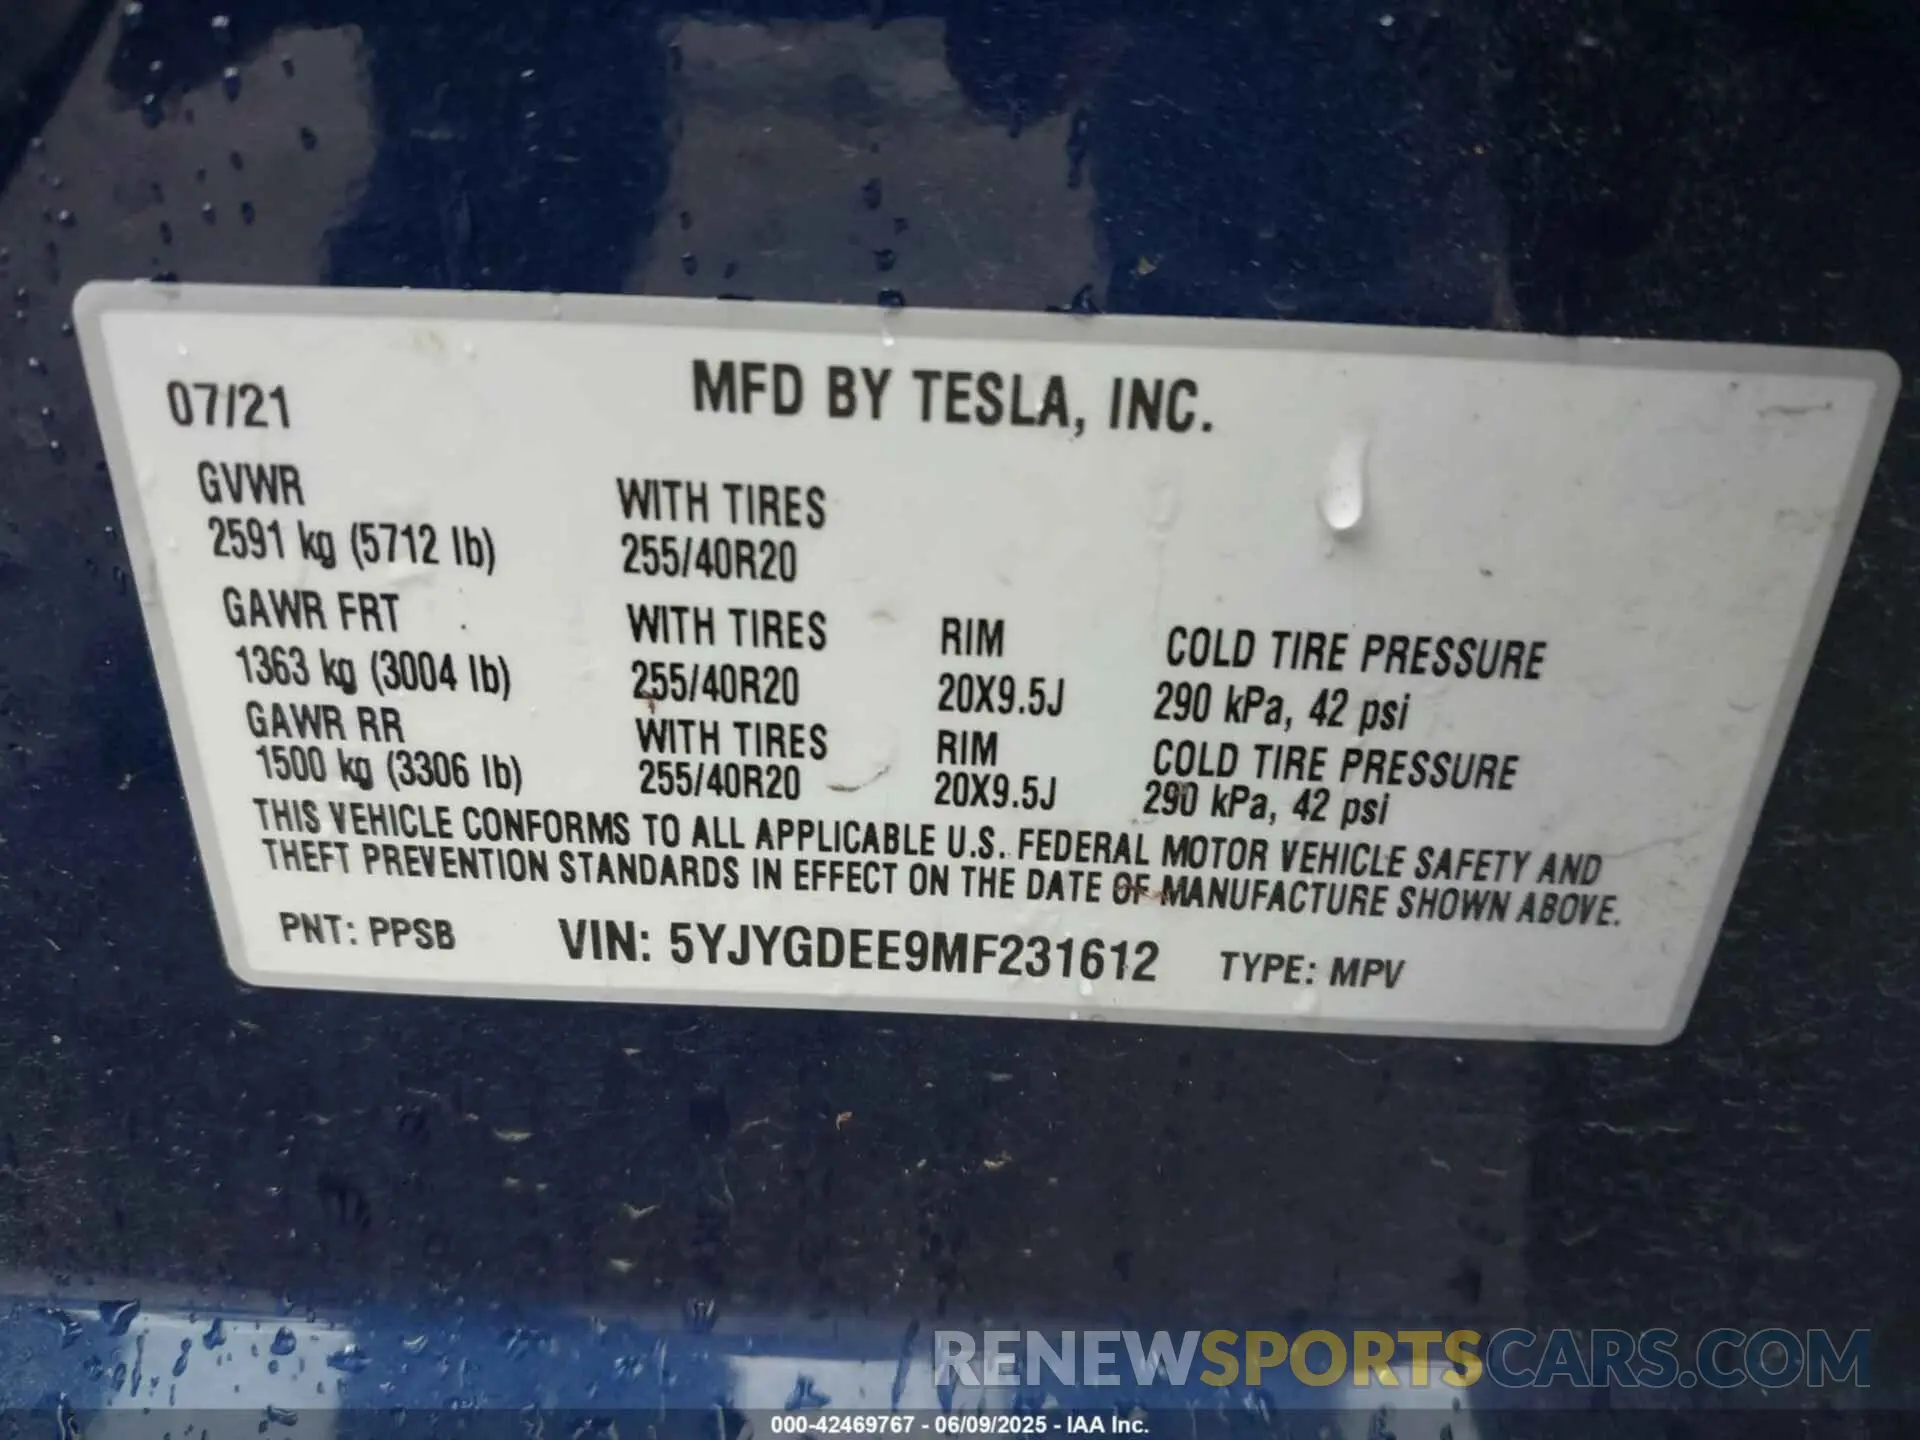 07/21 MFD BY TESLA, INC.
GVWR WITH TIRES
2591 kg (5712 lb) 255/40R20
GAWR FRT WITH TIRES RIM COLD TIRE PRESSURE
1363 kg (3004 lb) 255/40R20 20X9.5J 290 kPa, 42 psi
GAWR RR WITH TIRES RIM COLD TIRE PRESSURE
1500 kg (3306 lb) 255/40R20 20X9.5J 290 kPa, 42 psi
THIS VEHICLE CONFORMS TO ALL APPLICABLE U.S. FEDERAL MOTOR VEHICLE SAFETY AND
THEFT PREVENTION STANDARDS IN EFFECT ON THE DATE OF MANUFACTURE SHOWN ABOVE.
PNT: PPSB VIN: 5YJYGDEE9MF231612 TYPE: MPV
RENEWSPORTSCARS.COM
000-42469767 - 06/09/2025 - IAA Inc.